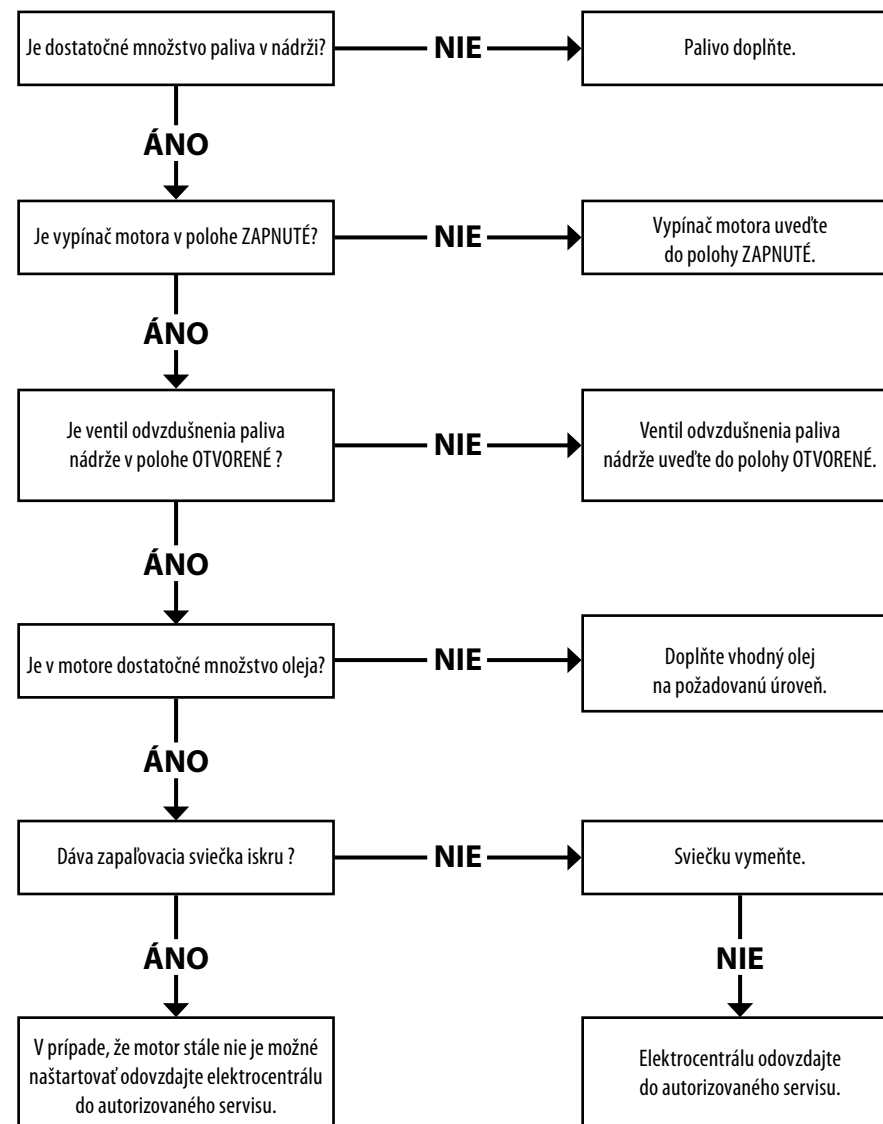 Je dostatočné množstvo paliva v nádrži?
NIE
Palivo doplňte.
ÁNO
Je vypínač motora v polohe ZAPNUTÉ?
NIE
Vypínač motora uveďte
do polohy ZAPNUTÉ.
ÁNO
Je ventil odvzdušnenia paliva
nádrže v polohe OTVORENÉ ?
NIE
Ventil odvzdušnenia paliva
nádrže uveďte do polohy OTVORENÉ.
ÁNO
Je v motore dostatočné množstvo oleja?
NIE
Doplňte vhodný olej
na požadovanú úroveň.
ÁNO
Dáva zapaľovacia sviečka iskru ?
NIE
Sviečku vymeňte.
ÁNO
NIE
V prípade, že motor stále nie je možné
naštartovať odovzdajte elektrocentrálu
do autorizovaného servisu.
Elektrocentrálu odovzdajte
do autorizovaného servisu.